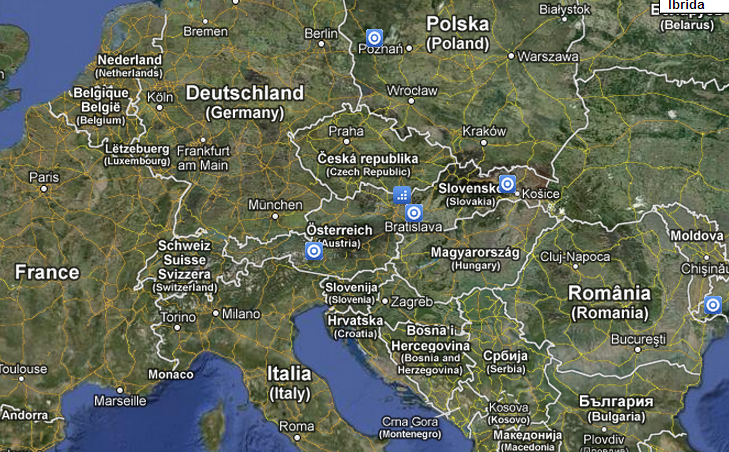 Ibrida
Białystok
Polska
(Poland)
(Belarus)
Bremen
Berlin
Poznań
Warszawa
Nederland
(Netherlands)
Deutschland
(Germany)
Wrocław
België
Belgique
België
(Belgium)
Köln
Lëtzebuerg
(Luxembourg)
Frankfurt
am Main
Praha
Česká republika
(Czech Republic)
Kraków
Paris
Slovensko
(Slovakia)
Košice
München
Österreich
(Austria)
Bratislava
Moldova
Chișinău
Schweiz
Suisse
Svizzera
(Switzerland)
Magyarország
(Hungary)
Cluj-Napoca
France
Slovenija
(Slovenia)
Zagreb
România
(Romania)
Torino
Milano
Hrvatska
(Croatia)
Bosna i
Hercegovina
(Bosnia and
Herzegovina)
Србија
(Serbia)
București
Monaco
Toulouse
Italia
(Italy)
Marseille
България
(Bulgaria)
Andorra
Roma
Crna Gora
(Montenegro)
Kosova
(Kosovo)
Македонија
(Macedonia
Plovdiv